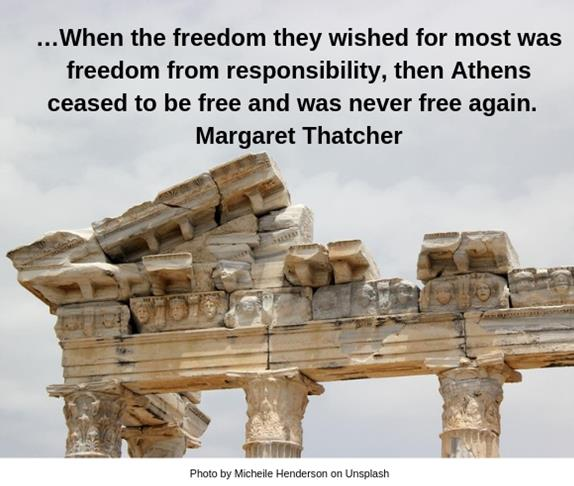 ...When the freedom they wished for most was
freedom from responsibility, then Athens
ceased to be free and was never free again.
Margaret Thatcher
Photo by Micheile Henderson on Unsplash